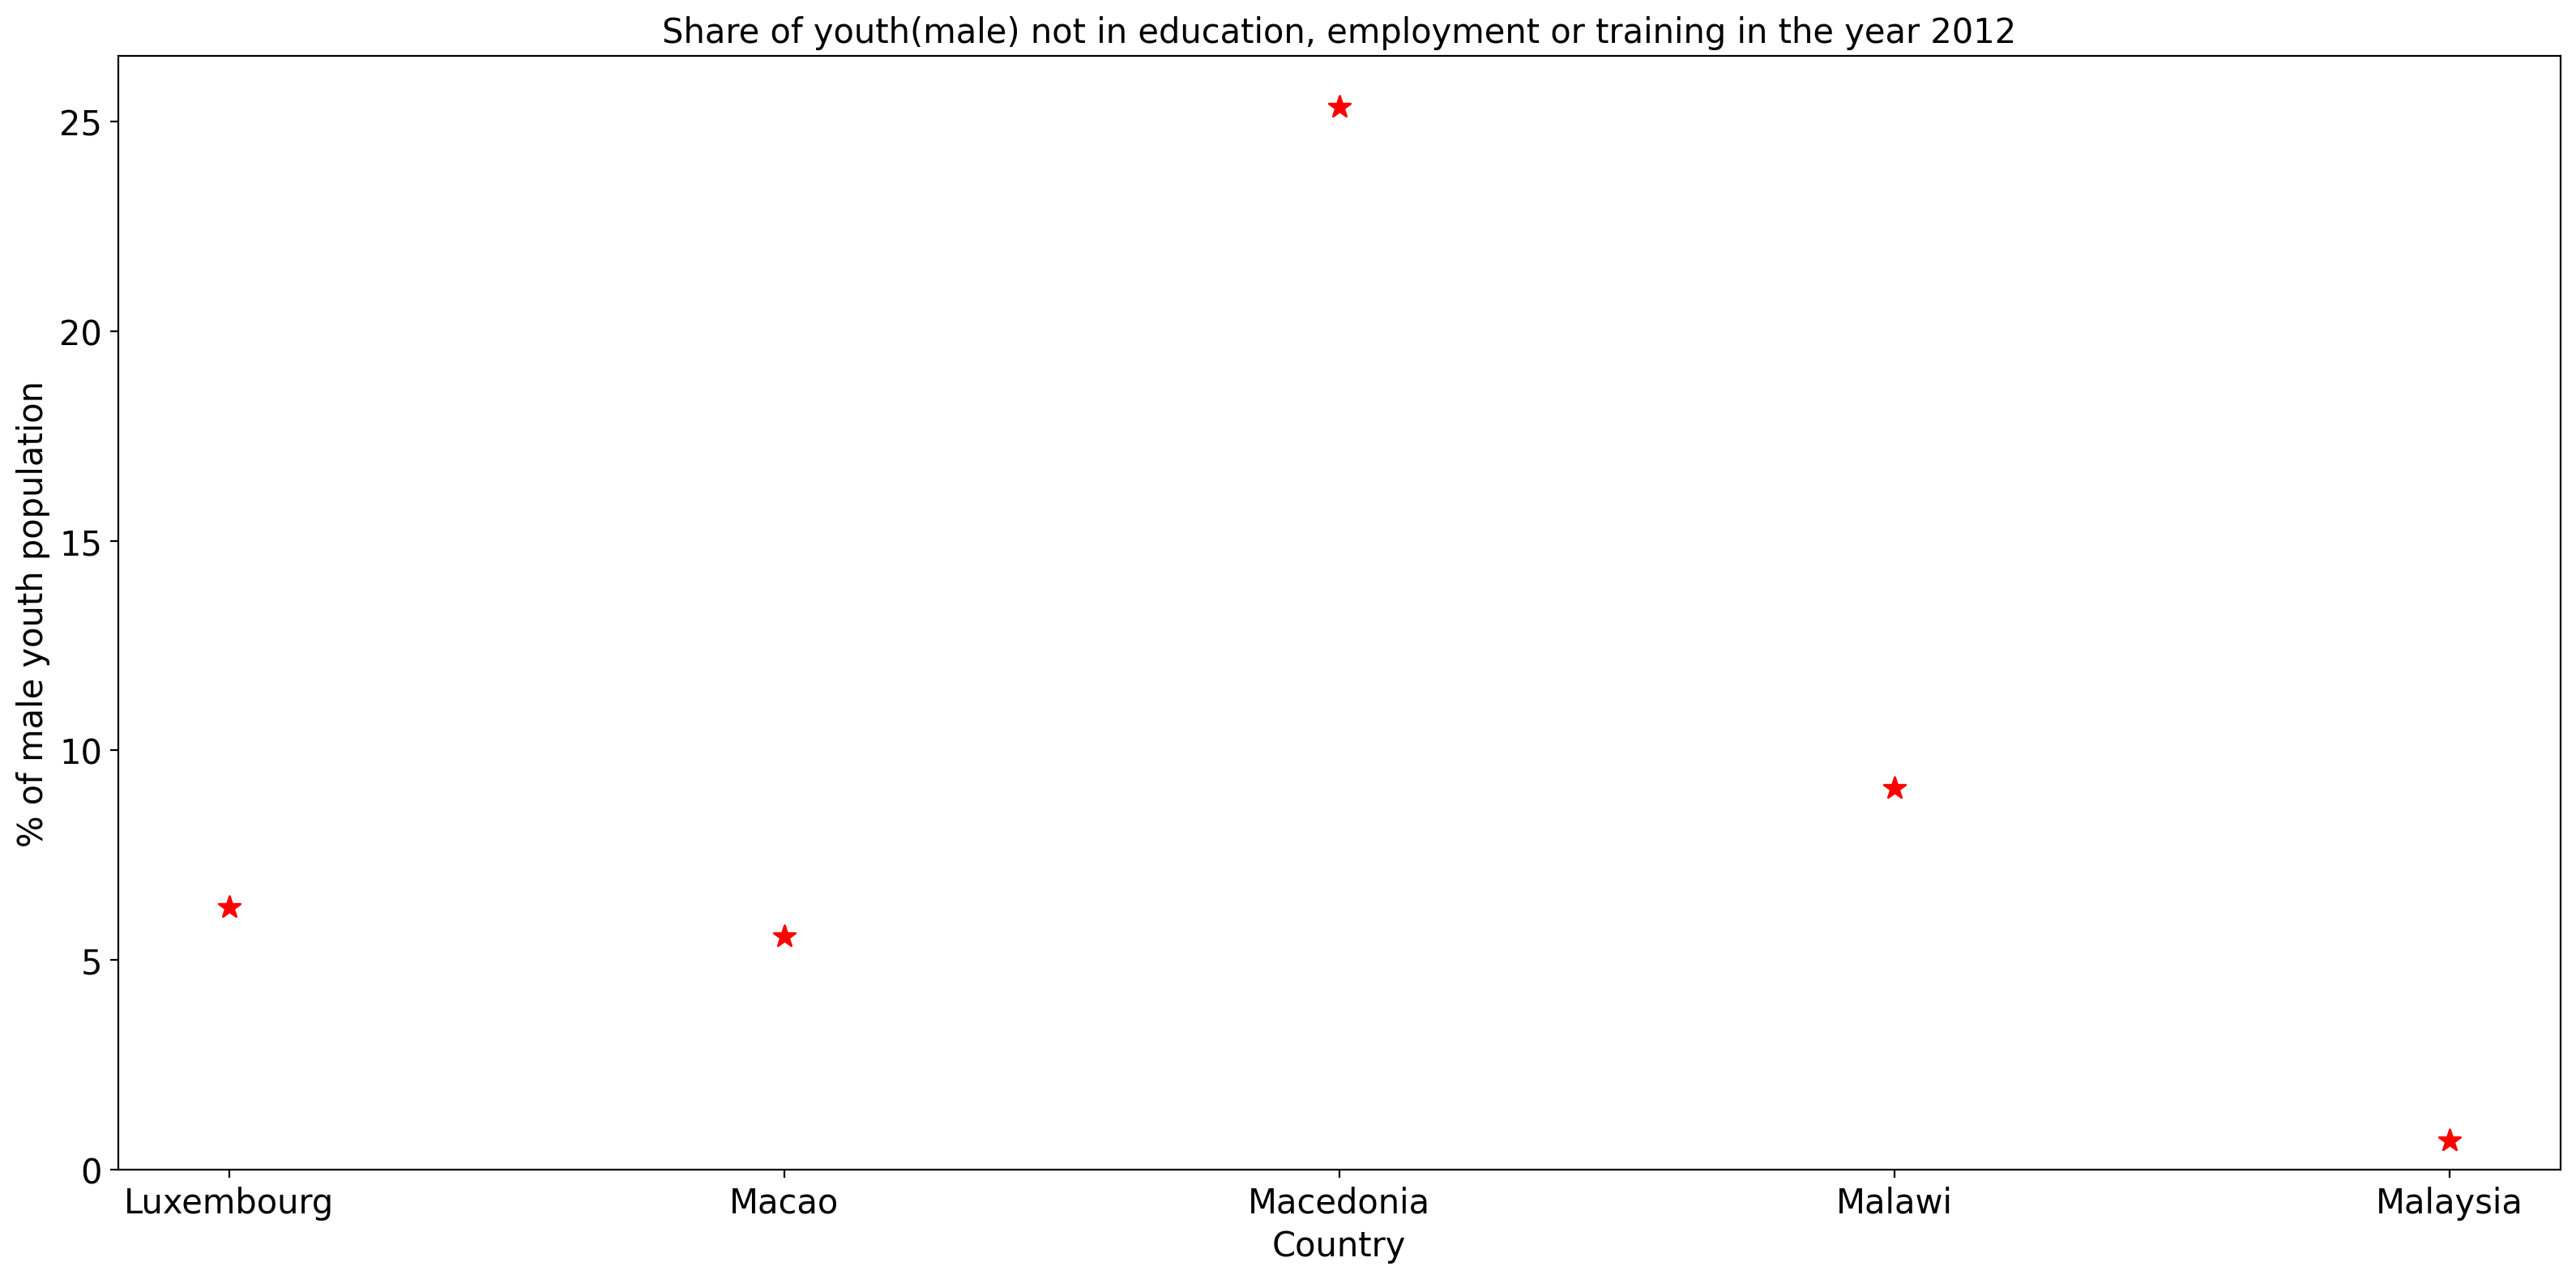 Share of youth(male) not in education, employment or training in the year 2012
% of male youth population
25
20
15
10
5
0
Luxembourg Macao Macedonia Malawi Malaysia
Country